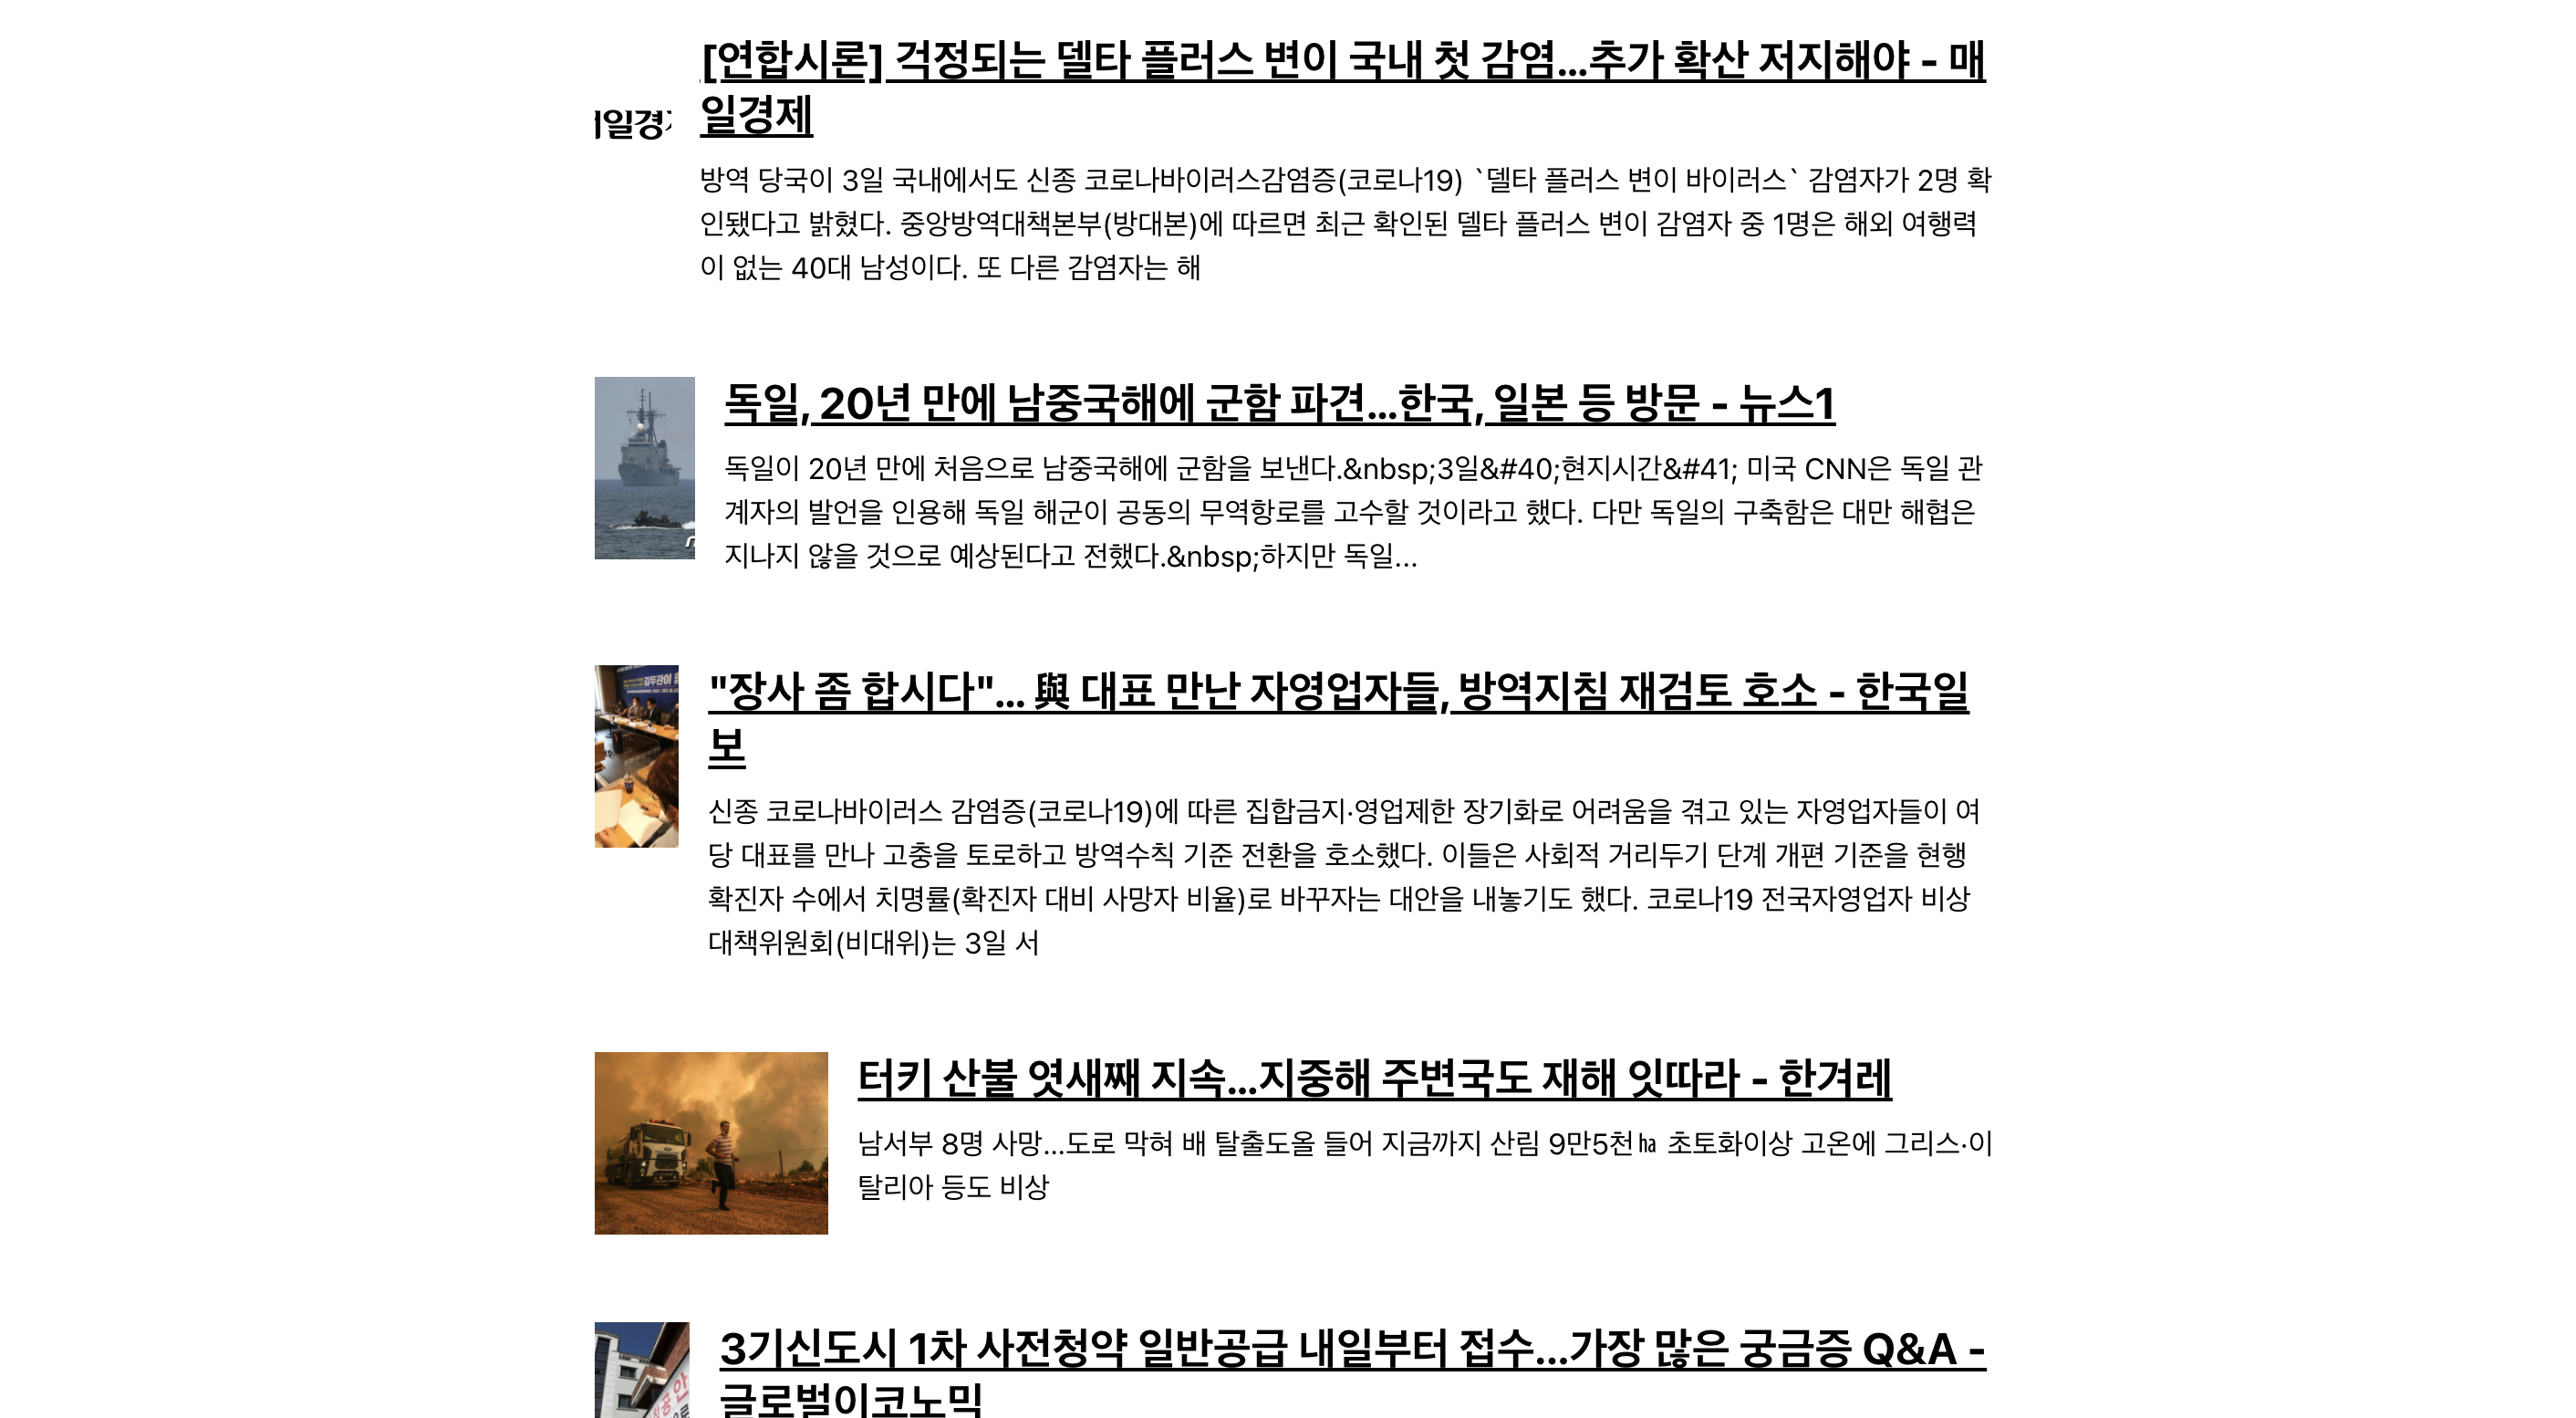 [연합시론] 걱정되는 델타 플러스 변이 국내 첫 감염...추가 확산 저지해야 - 매
일경제
일경
방역 당국이 3일 국내에서도 신종 코로나바이러스감염증(코로나19) `델타 플러스 변이 바이러스` 감염자가 2명 확
인됐다고 밝혔다. 중앙방역대책본부(방대본)에 따르면 최근 확인된 델타 플러스 변이 감염자 중 1명은 해외 여행력
이 없는 40대 남성이다. 또 다른 감염자는 해
독일, 20년 만에 남중국해에 군함 파견...한국, 일본 등 방문 - 뉴스1
독일이 20년 만에 처음으로 남중국해에 군함을 보낸다.&nbsp;3일&#40;현지시간&#41; 미국 CNN은 독일 관
계자의 발언을 인용해 독일 해군이 공동의 무역항로를 고수할 것이라고 했다. 다만 독일의 구축함은 대만 해협은
지나지 않을 것으로 예상된다고 전했다.&nbsp;하지만 독일...
"장사 좀 합시다"... 與 대표 만난 자영업자들, 방역지침 재검토 호소 - 한국일
보
김두관이
신종 코로나바이러스 감염증(코로나19)에 따른 집합금지·영업제한 장기화로 어려움을 겪고 있는 자영업자들이 여
당 대표를 만나 고충을 토로하고 방역수칙 기준 전환을 호소했다. 이들은 사회적 거리두기 단계 개편 기준을 현행
확진자 수에서 치명률(확진자 대비 사망자 비율)로 바꾸자는 대안을 내놓기도 했다. 코로나19 전국자영업자 비상
대책위원회(비대위)는 3일 서
터키 산불 엿새째 지속...지중해 주변국도 재해 잇따라 - 한겨레
남서부 8명 사망...도로 막혀 배 탈출도올 들어 지금까지 산림 9만5천㏊ 초토화이상 고온에 그리스·이
탈리아 등도 비상
3기신도시 1차 사전청약 일반공급 내일부터 접수...가장 많은 궁금증 Q&A -
글로벌이코노믹